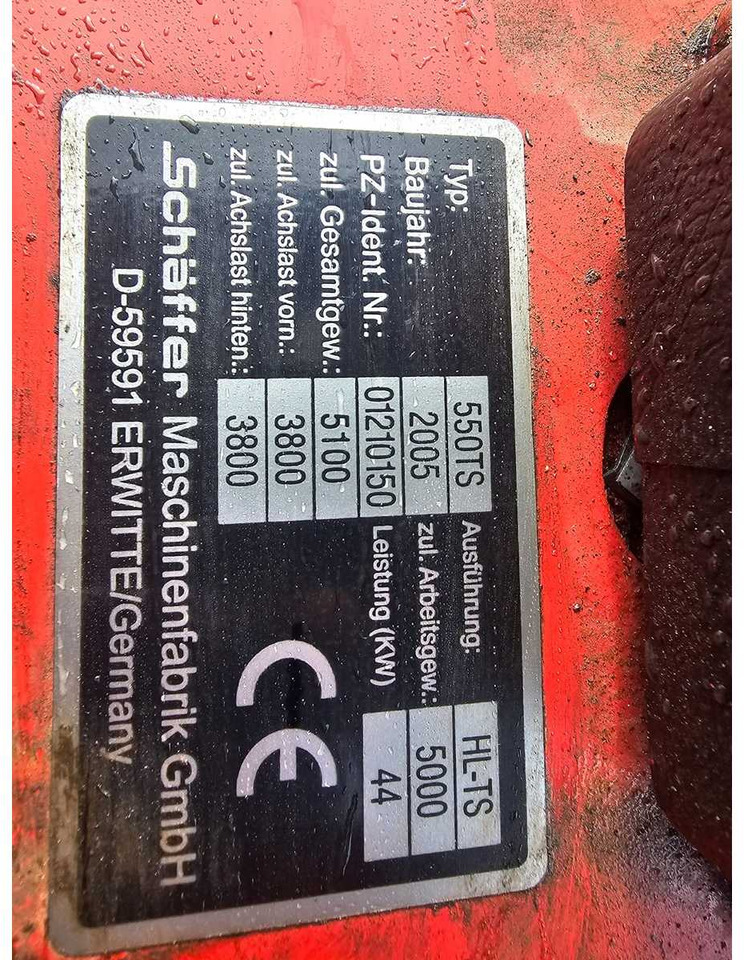 Typ: 550TS Ausführung: HL-TS
Baujahr: 2005 zul. Arbeitsgew.: 5000
PZ-Ident. Nr.: 01210150 Leistung (KW) 44
zul. Gesamtgew.: 5100
zul. Achslast vorn.: 3800
zul. Achslast hinten.: 3800
CE
Schäffer Maschinenfabrik GmbH
D-59591 ERWITTE/Germany